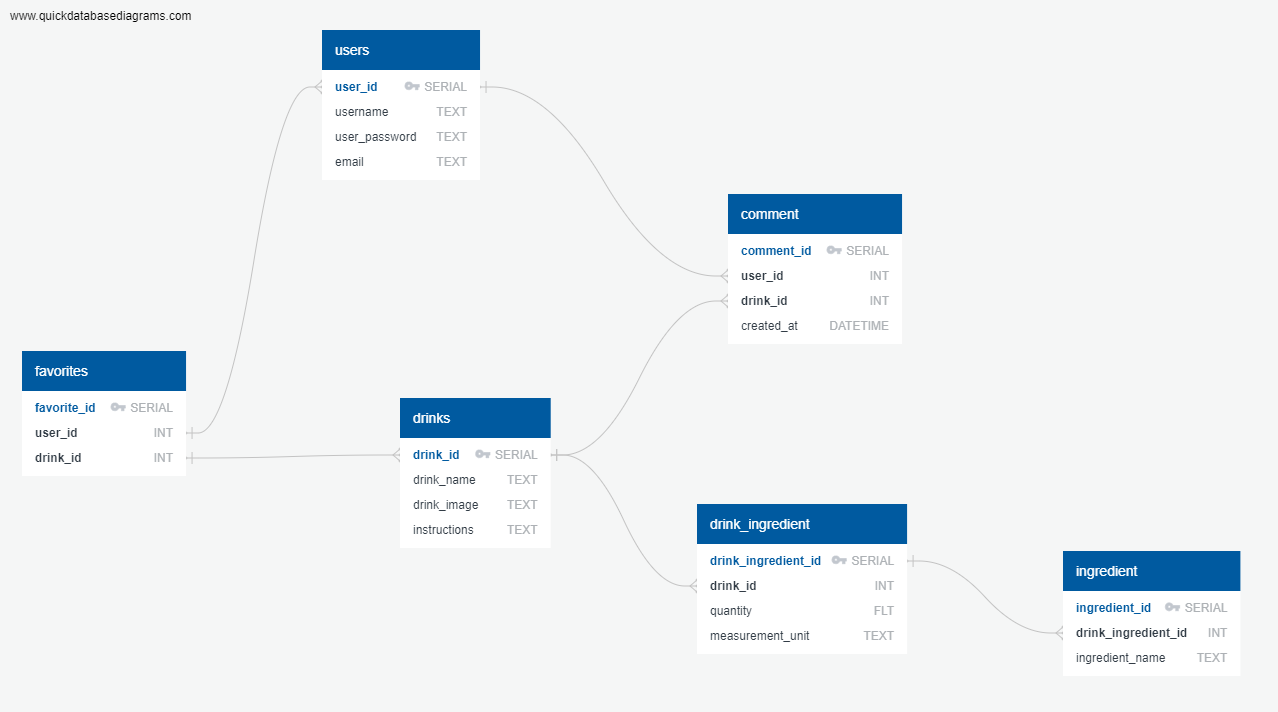 www.quickdatabasediagrams.com
users
user_id SERIAL
username TEXT
user_password TEXT
email TEXT
comment
comment_id SERIAL
user_id INT
drink_id INT
created_at DATETIME
favorites
favorite_id SERIAL
user_id INT
drink_id INT
drinks
drink_id SERIAL
drink_name TEXT
drink_image TEXT
instructions TEXT
drink_ingredient
drink_ingredient_id SERIAL
drink_id INT
quantity FLT
measurement_unit TEXT
ingredient
ingredient_id SERIAL
drink_ingredient_id INT
ingredient_name TEXT